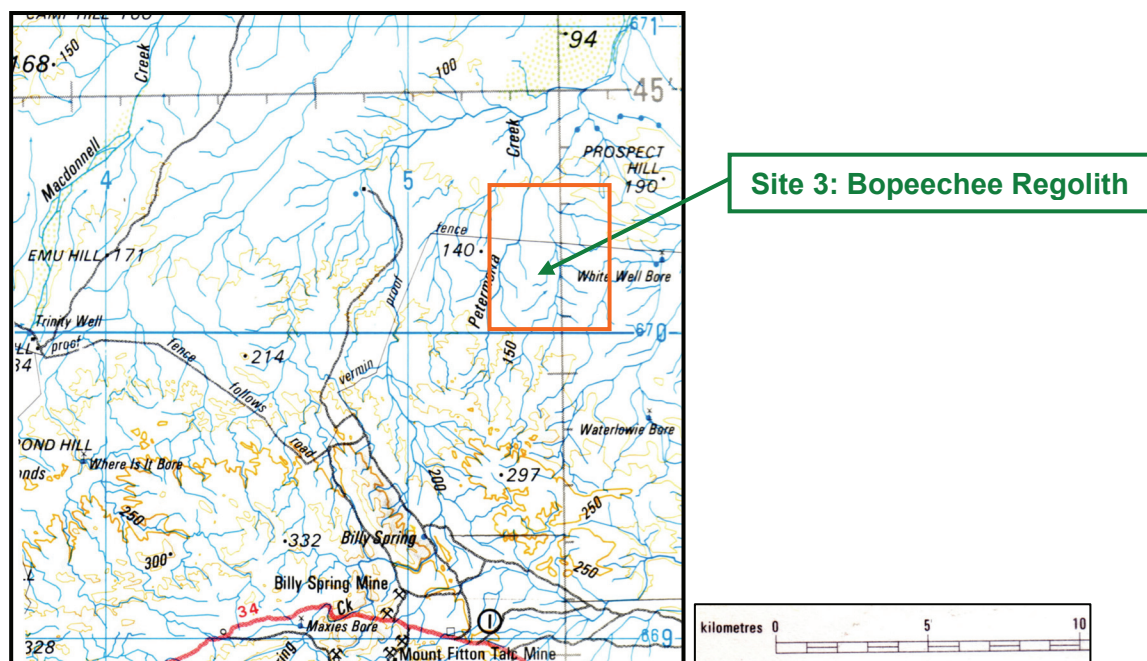 CAMP HILL
671
94
168
150
Creek
100
45'
Macdonnell
Creek
PROSPECT
HILL
190
Site 3: Bopeechee Regolith
4
5
fence
140
EMU HILL 171
White Well Bore
proof
Petermorra
Trinity Well
670
proof
fence
34
214
150
vermin
follows
Waterlowie Bore
road
POND HILL
Where Is It Bore
onds
297
200
250
250
332
Billy Spring
300
250
Billy Spring Mine
34
Ck
Maxies Bore
I
669
328
ring
Mount Fitton Talc Mine
kilometres 0 5 10